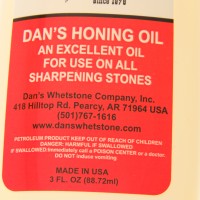 since 1976
DAN'S HONING OIL
AN EXCELLENT OIL
FOR USE ON ALL
SHARPENING STONES
Dan's Whetstone Company, Inc.
418 Hilltop Rd. Pearcy, AR 71964 USA
(501)767-1616
www.danswhetstone.com
PETROLEUM PRODUCT KEEP OUT OF REACH OF CHILDREN
DANGER: HARMFUL IF SWALLOWED
IF SWALLOWED:Immediately call a POISON CENTER or a doctor.
DO NOT Induce vomiting
MADE IN USA
3 FL. OZ (88.72ml)